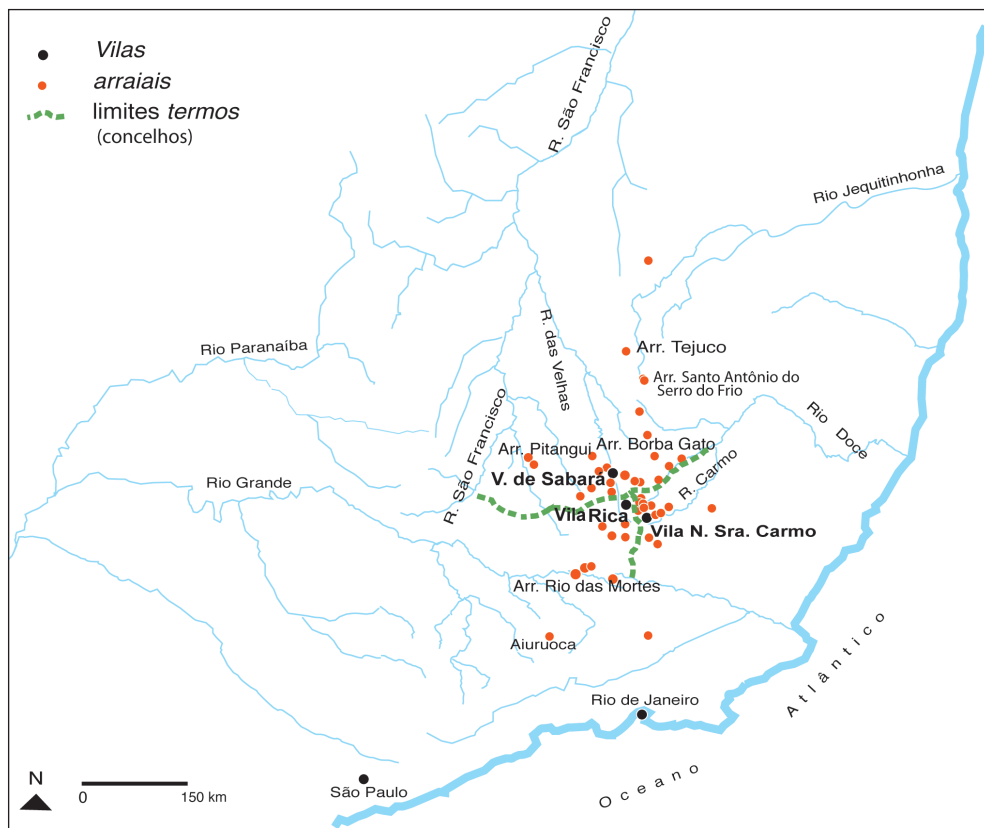 Vilas
arraiais
limites termos
(concelhos)
R. São Francisco
Rio Jequitinhonha
Rio Paranaíba
R. das Velhas
Arr. Tejuco
Arr. Santo Antônio do
Serro do Frio
R. São Francisco
Arr. Pitangui
Arr. Borba Gato
Rio Doce
Rio Grande
V. de Sabará
R. Carmo
Vila Rica
Vila N. Sra. Carmo
Arr. Rio das Mortes
Aiuruoca
Rio de Janeiro
Oceano Atlântico
São Paulo
N
0 150 km